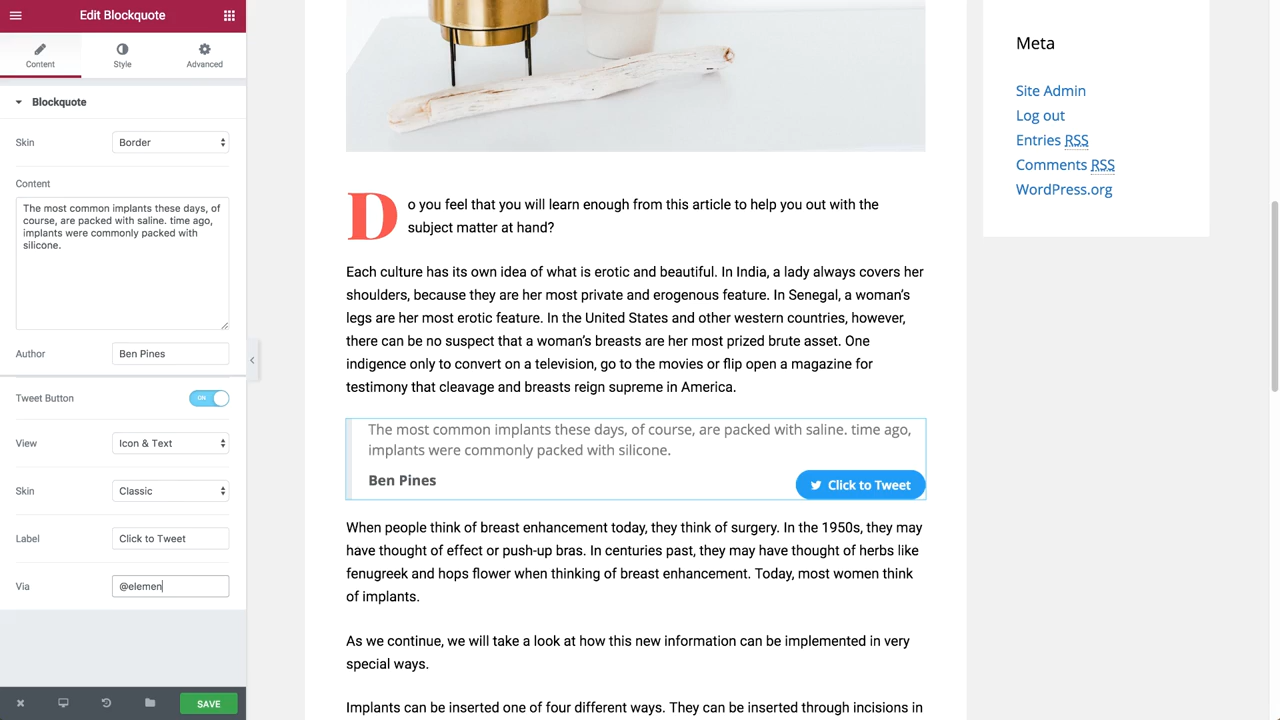 Edit Blockquote
Content
Style
Advanced
Blockquote
Skin
Border
Content
The most common implants these days, of
course, are packed with saline. time ago,
implants were commonly packed with
silicone.
Author
Ben Pines
Tweet Button
ON
View
Icon & Text
Skin
Classic
Label
Click to Tweet
Via
@elemen
SAVE
Do you feel that you will learn enough from this article to help you out with the
subject matter at hand?
Each culture has its own idea of what is erotic and beautiful. In India, a lady always covers her
shoulders, because they are her most private and erogenous feature. In Senegal, a woman's
legs are her most erotic feature. In the United States and other western countries, however,
there can be no suspect that a woman's breasts are her most prized brute asset. One
indigence only to convert on a television, go to the movies or flip open a magazine for
testimony that cleavage and breasts reign supreme in America.
The most common implants these days, of course, are packed with saline. time ago,
implants were commonly packed with silicone.
Ben Pines
Click to Tweet
When people think of breast enhancement today, they think of surgery. In the 1950s, they may
have thought of effect or push-up bras. In centuries past, they may have thought of herbs like
fenugreek and hops flower when thinking of breast enhancement. Today, most women think
of implants.
As we continue, we will take a look at how this new information can be implemented in very
special ways.
Implants can be inserted one of four different ways. They can be inserted through incisions in
Meta
Site Admin
Log out
Entries RSS
Comments RSS
WordPress.org